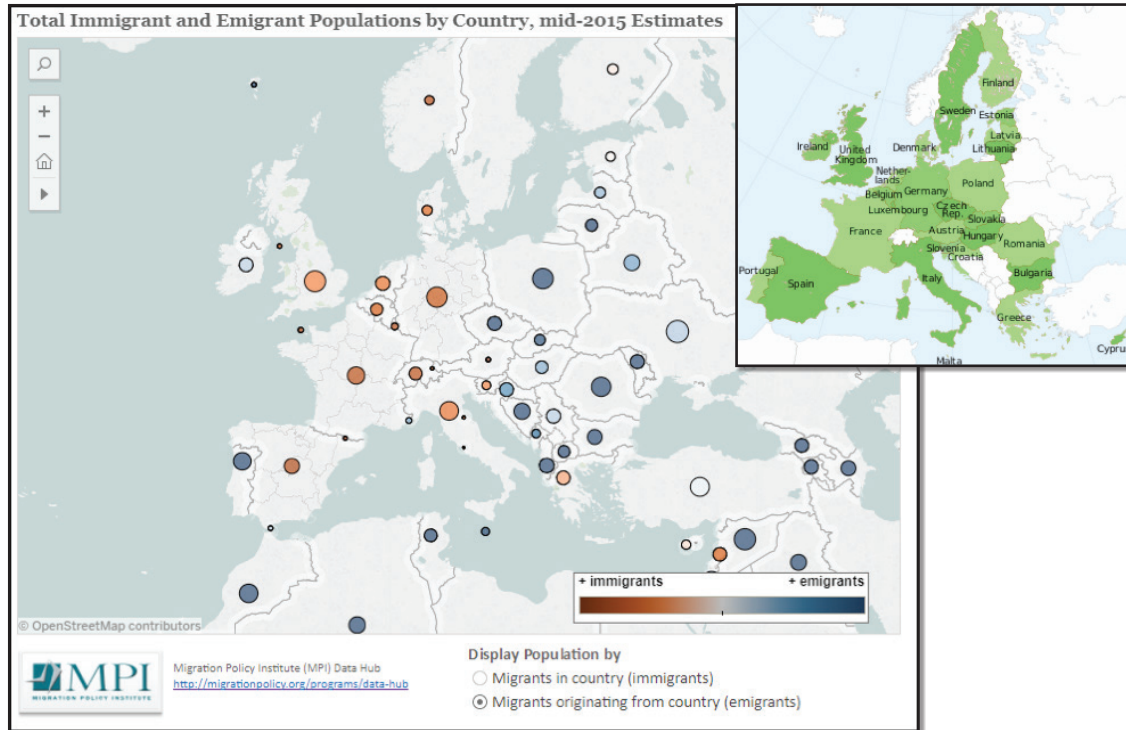 Total Immigrant and Emigrant Populations by Country, mid-2015 Estimates
+
−
+ immigrants
+ emigrants
© OpenStreetMap contributors
MPI
MIGRATION POLICY INSTITUTE
Migration Policy Institute (MPI) Data Hub
http://migrationpolicy.org/programs/data-hub
Display Population by
Migrants in country (immigrants)
Migrants originating from country (emigrants)
Finland
Sweden
Estonia
Latvia
Lithuania
Ireland
United
Kingdom
Denmark
Nether-
lands
Belgium
Germany
Poland
Luxembourg
Czech
Rep.
Slovakia
France
Austria
Hungary
Slovenia
Romania
Croatia
Portugal
Spain
Italy
Bulgaria
Greece
Malta
Cyprus